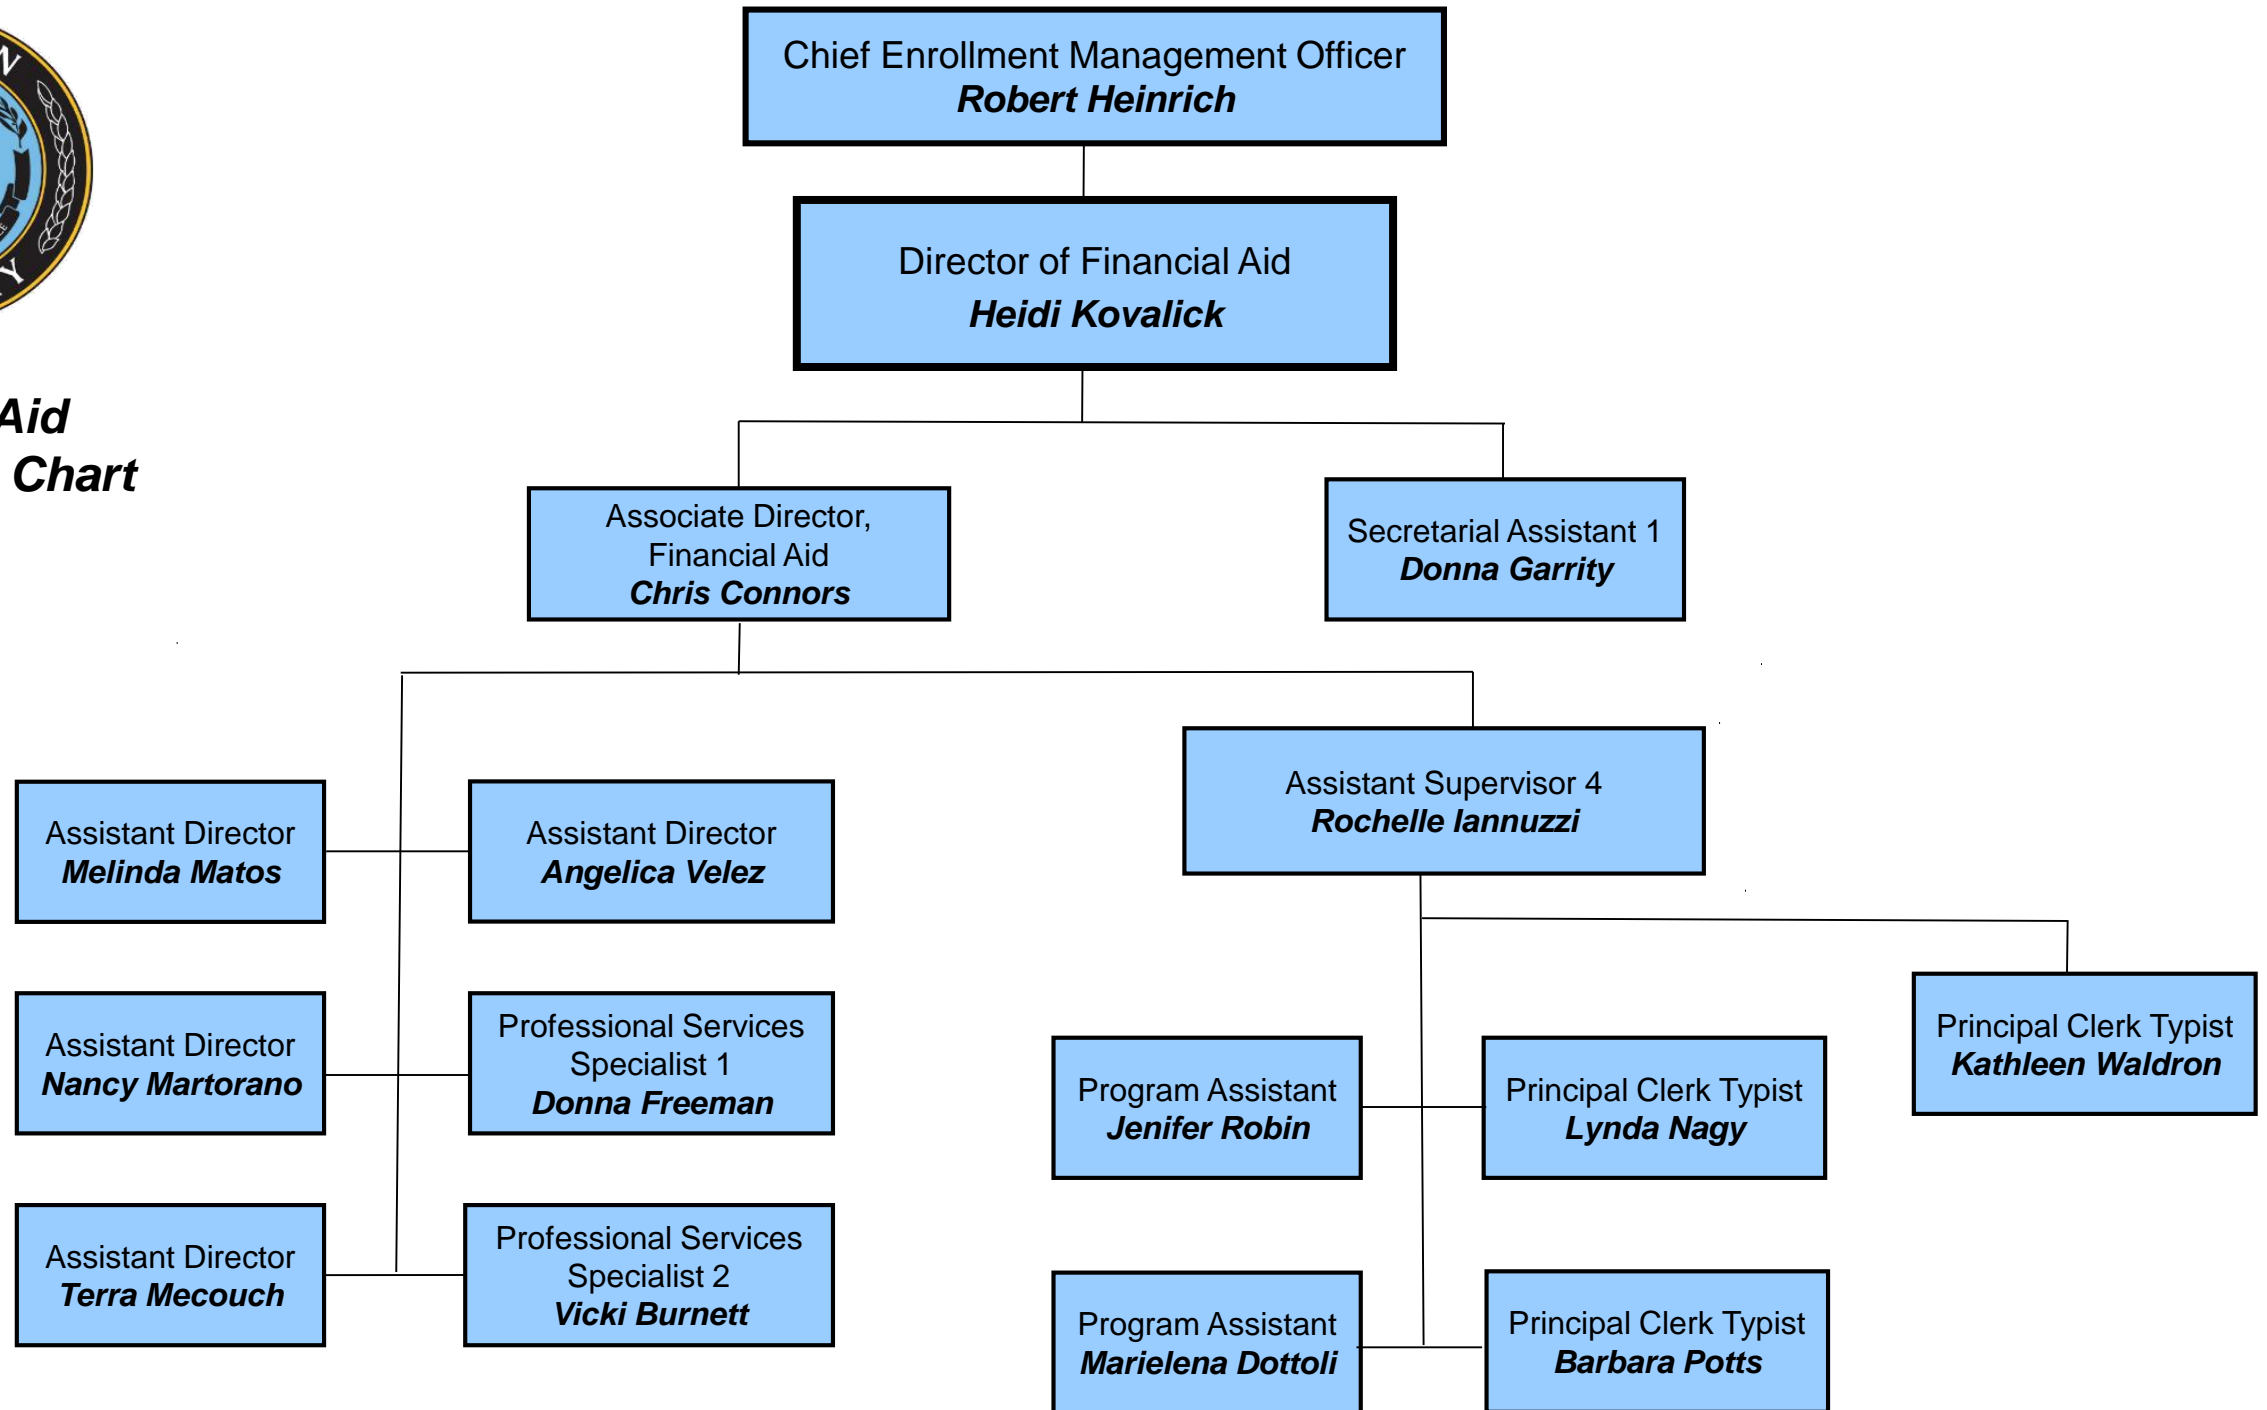 Chief Enrollment Management Officer
Robert Heinrich
Director of Financial Aid
Heidi Kovalick
Aid
Chart
Associate Director,
Financial Aid
Chris Connors
Secretarial Assistant 1
Donna Garrity
Assistant Supervisor 4
Rochelle Iannuzzi
Assistant Director
Melinda Matos
Assistant Director
Angelica Velez
Assistant Director
Nancy Martorano
Professional Services
Specialist 1
Donna Freeman
Principal Clerk Typist
Kathleen Waldron
Program Assistant
Jenifer Robin
Principal Clerk Typist
Lynda Nagy
Assistant Director
Terra Mecouch
Professional Services
Specialist 2
Vicki Burnett
Program Assistant
Marielena Dottoli
Principal Clerk Typist
Barbara Potts